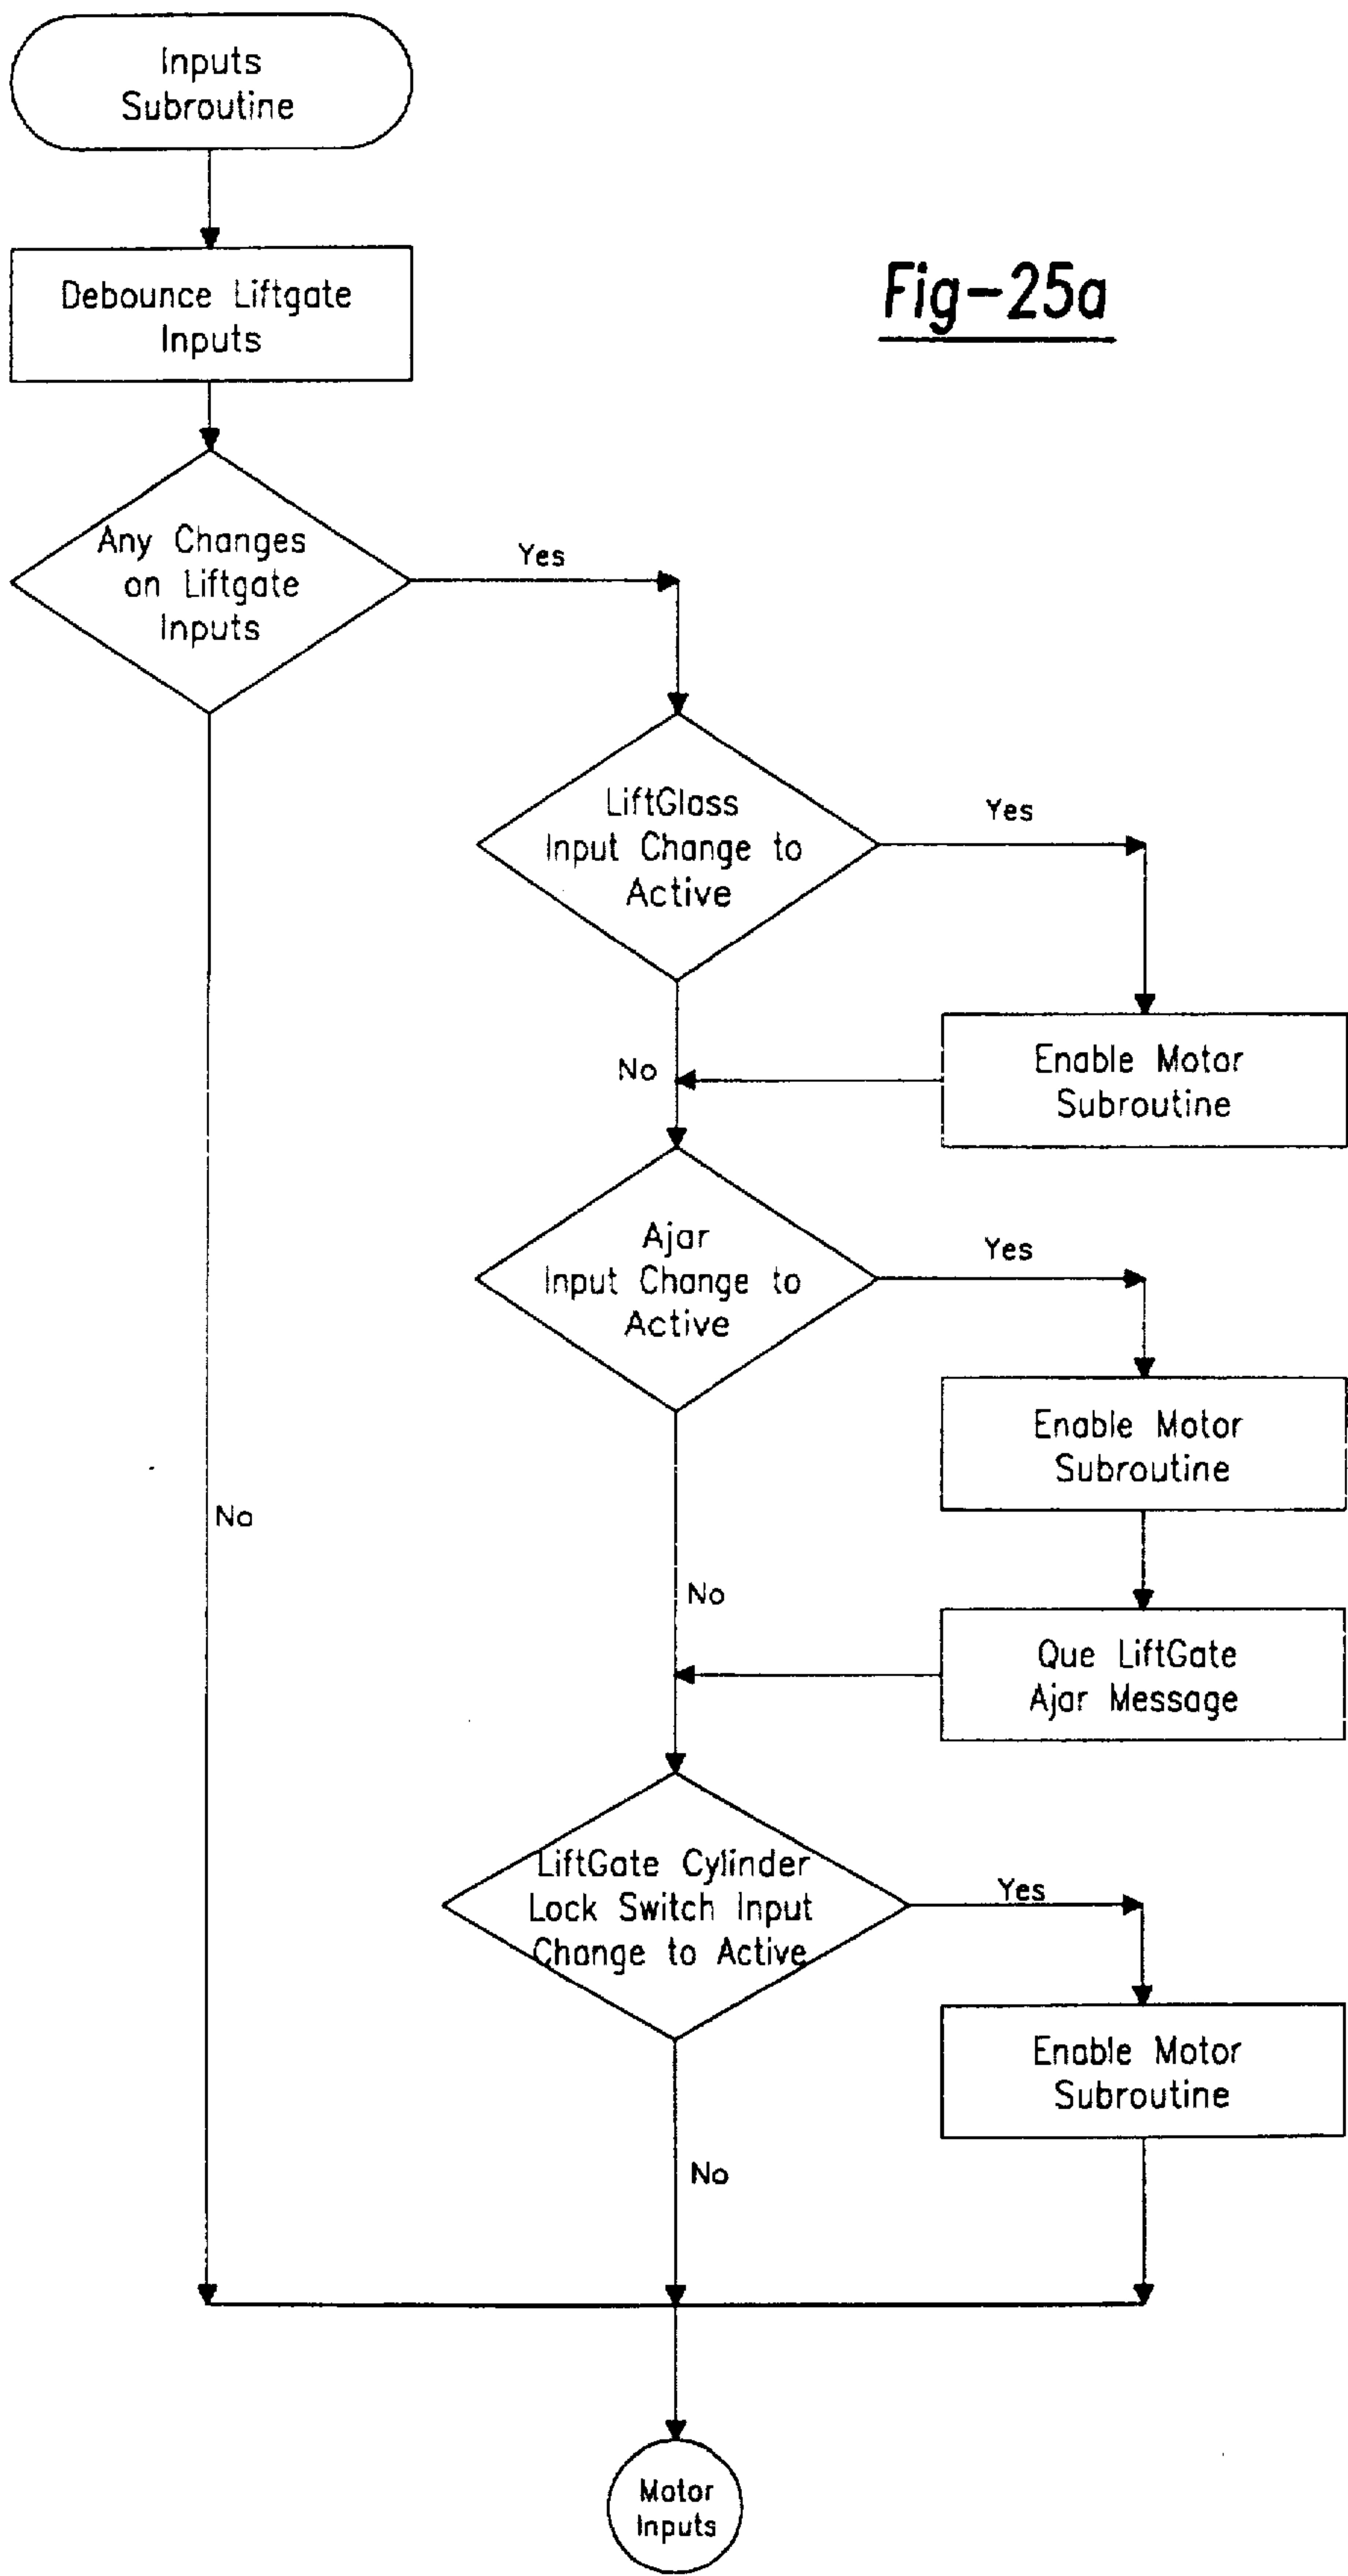 Inputs
Subroutine
Debounce Liftgate
Inputs
Fig-25a
Any Changes
on Liftgate
Inputs
Yes
LiftGlass
Input Change to
Active
Yes
No
Enable Motor
Subroutine
Ajar
Input Change to
Active
Yes
Enable Motor
Subroutine
No
No
Que LiftGate
Ajar Message
LiftGate Cylinder
Lock Switch Input
Change to Active
Yes
Enable Motor
Subroutine
No
Motor
Inputs